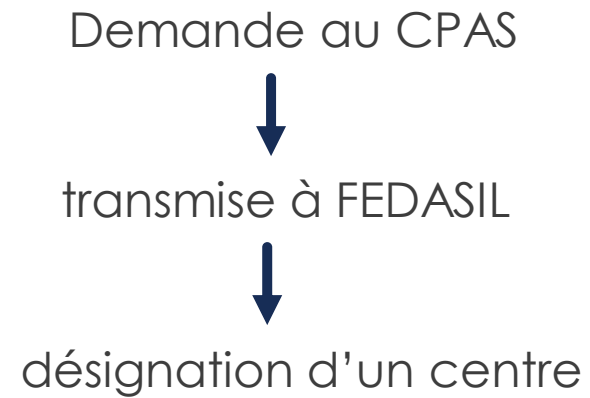 Demande au CPAS
transmise à FEDASIL
désignation d’un centre